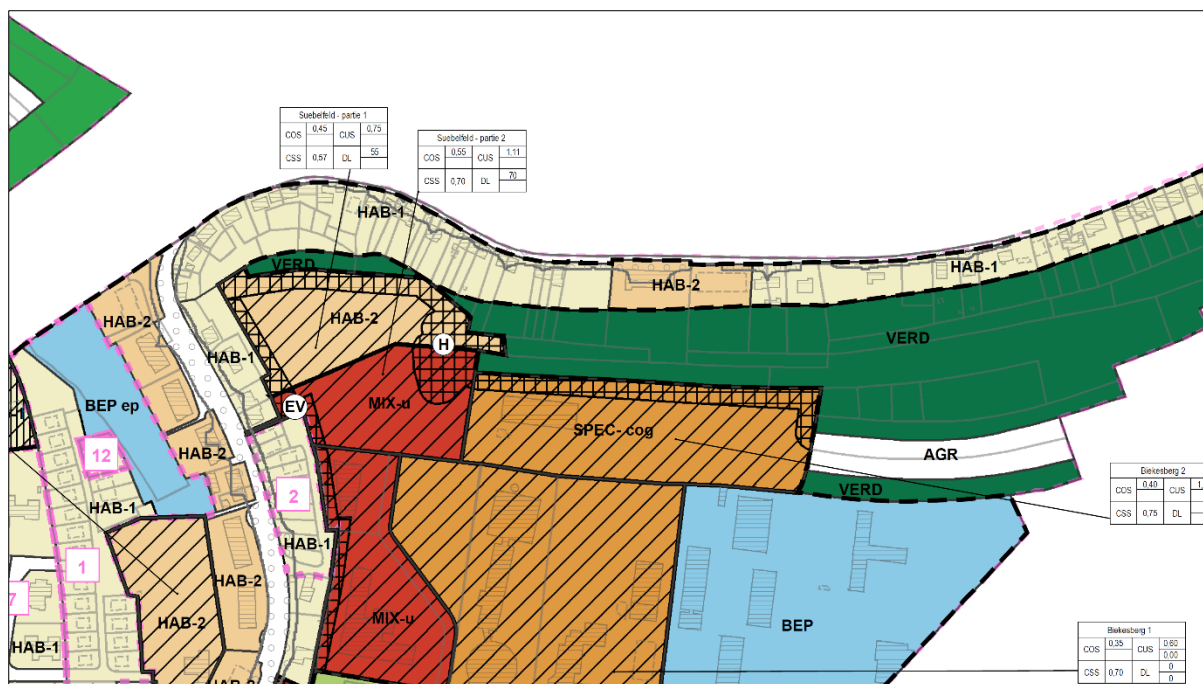 Suebelfeld - partie 1
COS 0,45 CUS 0,75
CSS 0,57 DL 55
Suebelfeld - partie 2
COS 0,55 CUS 1,11
CSS 0,70 DL 70
HAB-1
VERD
HAB-2
HAB-1
HAB-2
HAB-2
VERD
HAB-1
H
BEP ep
MIX-u
EV
SPEC- cog
12
HAB-2
AGR
2
VERD
Biekesberg 2
COS 0,40 CUS 1,
CSS 0,75 DL
HAB-1
HAB-1
1
HAB-2
7
HAB-2
MIX-u
BEP
HAB-1
Biekesberg 1
COS 0,35 CUS 0,60
0,00
CSS 0,70 DL 0
0